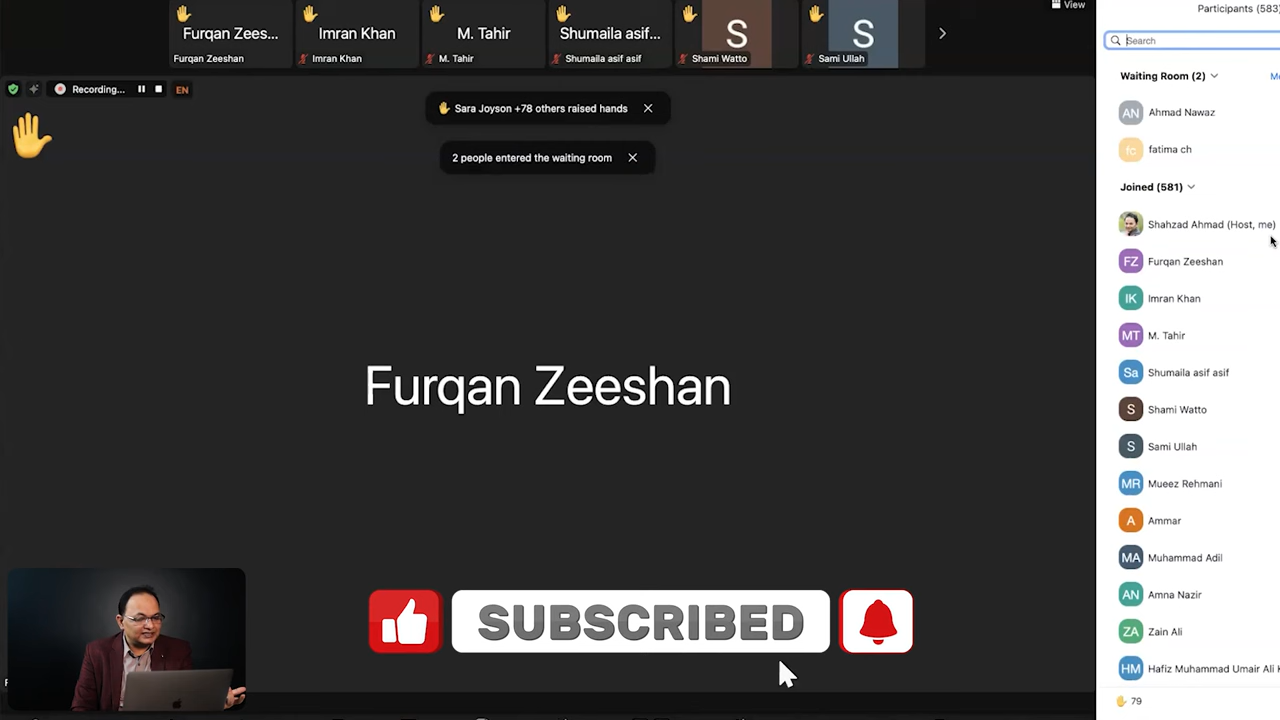 View
Participants (583)
Furqan Zees...
Imran Khan
M. Tahir
Shumaila asif...
S
S
Furqan Zeeshan
Imran Khan
M. Tahir
Shumaila asif asif
Shami Watto
Sami Ullah
Search
Recording...
EN
Sara Joyson +78 others raised hands
2 people entered the waiting room
Furqan Zeeshan
SUBSCRIBED
Waiting Room (2)
AN Ahmad Nawaz
fc fatima ch
Joined (581)
Shahzad Ahmad (Host, me)
FZ Furqan Zeeshan
IK Imran Khan
MT M. Tahir
Sa Shumaila asif asif
S Shami Watto
S Sami Ullah
MR Mueez Rehmani
A Ammar
MA Muhammad Adil
AN Amna Nazir
ZA Zain Ali
HM Hafiz Muhammad Umair Ali
79